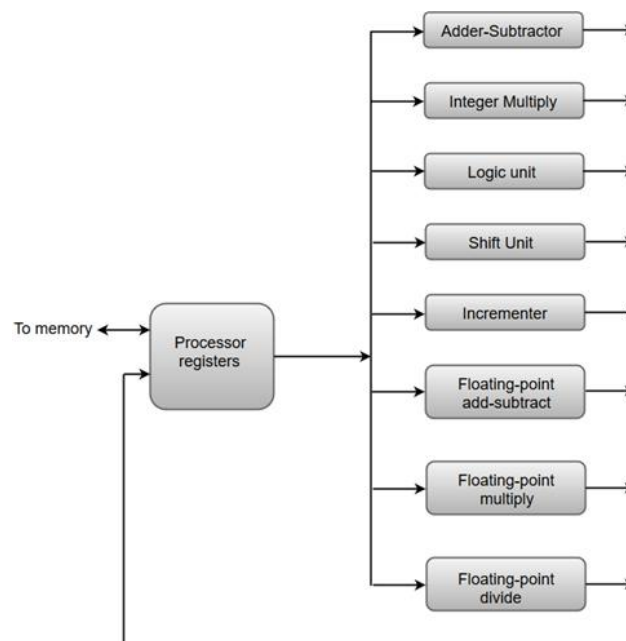 Adder-Subtractor
Integer Multiply
Logic unit
Shift Unit
Incrementer
To memory
Processor
registers
Floating-point
add-subtract
Floating-point
multiply
Floating-point
divide